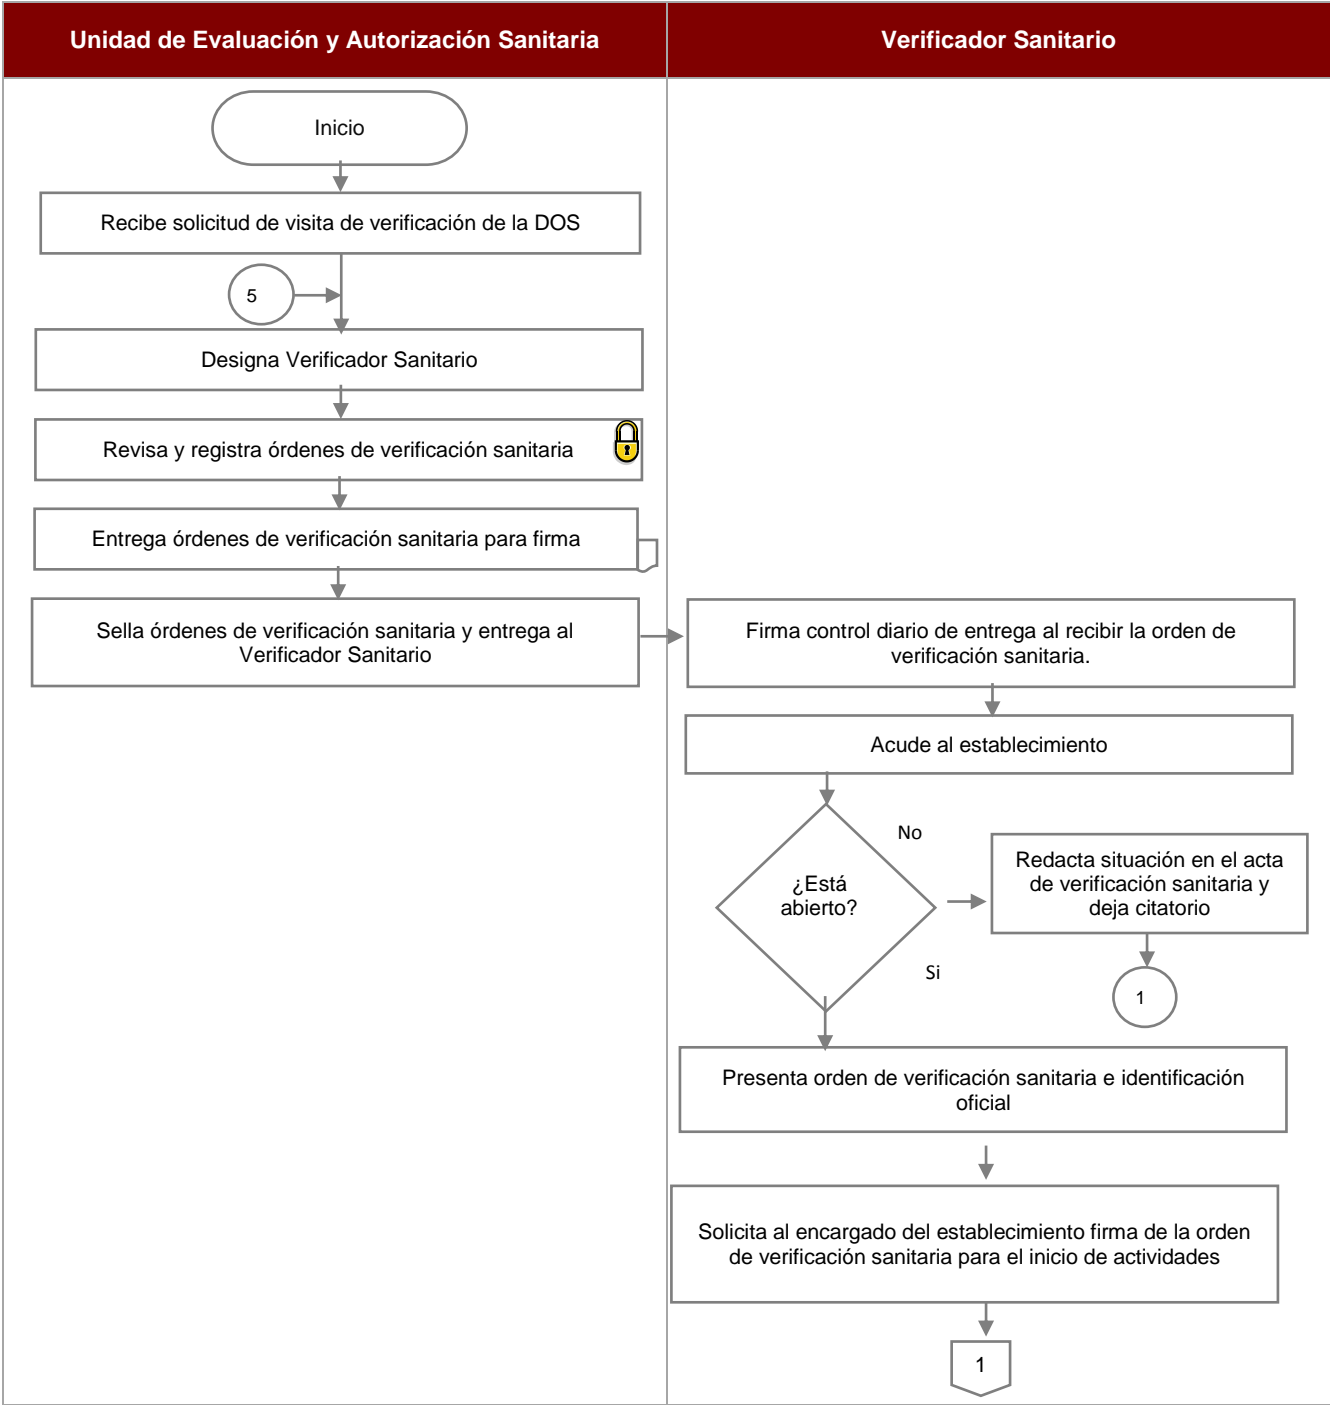 Unidad de Evaluación y Autorización Sanitaria
Verificador Sanitario
Inicio
Recibe solicitud de visita de verificación de la DOS
5
Designa Verificador Sanitario
Revisa y registra órdenes de verificación sanitaria
Entrega órdenes de verificación sanitaria para firma
Sella órdenes de verificación sanitaria y entrega al
Verificador Sanitario
Firma control diario de entrega al recibir la orden de
verificación sanitaria.
Acude al establecimiento
¿Está
abierto?
No
Redacta situación en el acta
de verificación sanitaria y
deja citatorio
1
Si
Presenta orden de verificación sanitaria e identificación
oficial
Solicita al encargado del establecimiento firma de la orden
de verificación sanitaria para el inicio de actividades
1